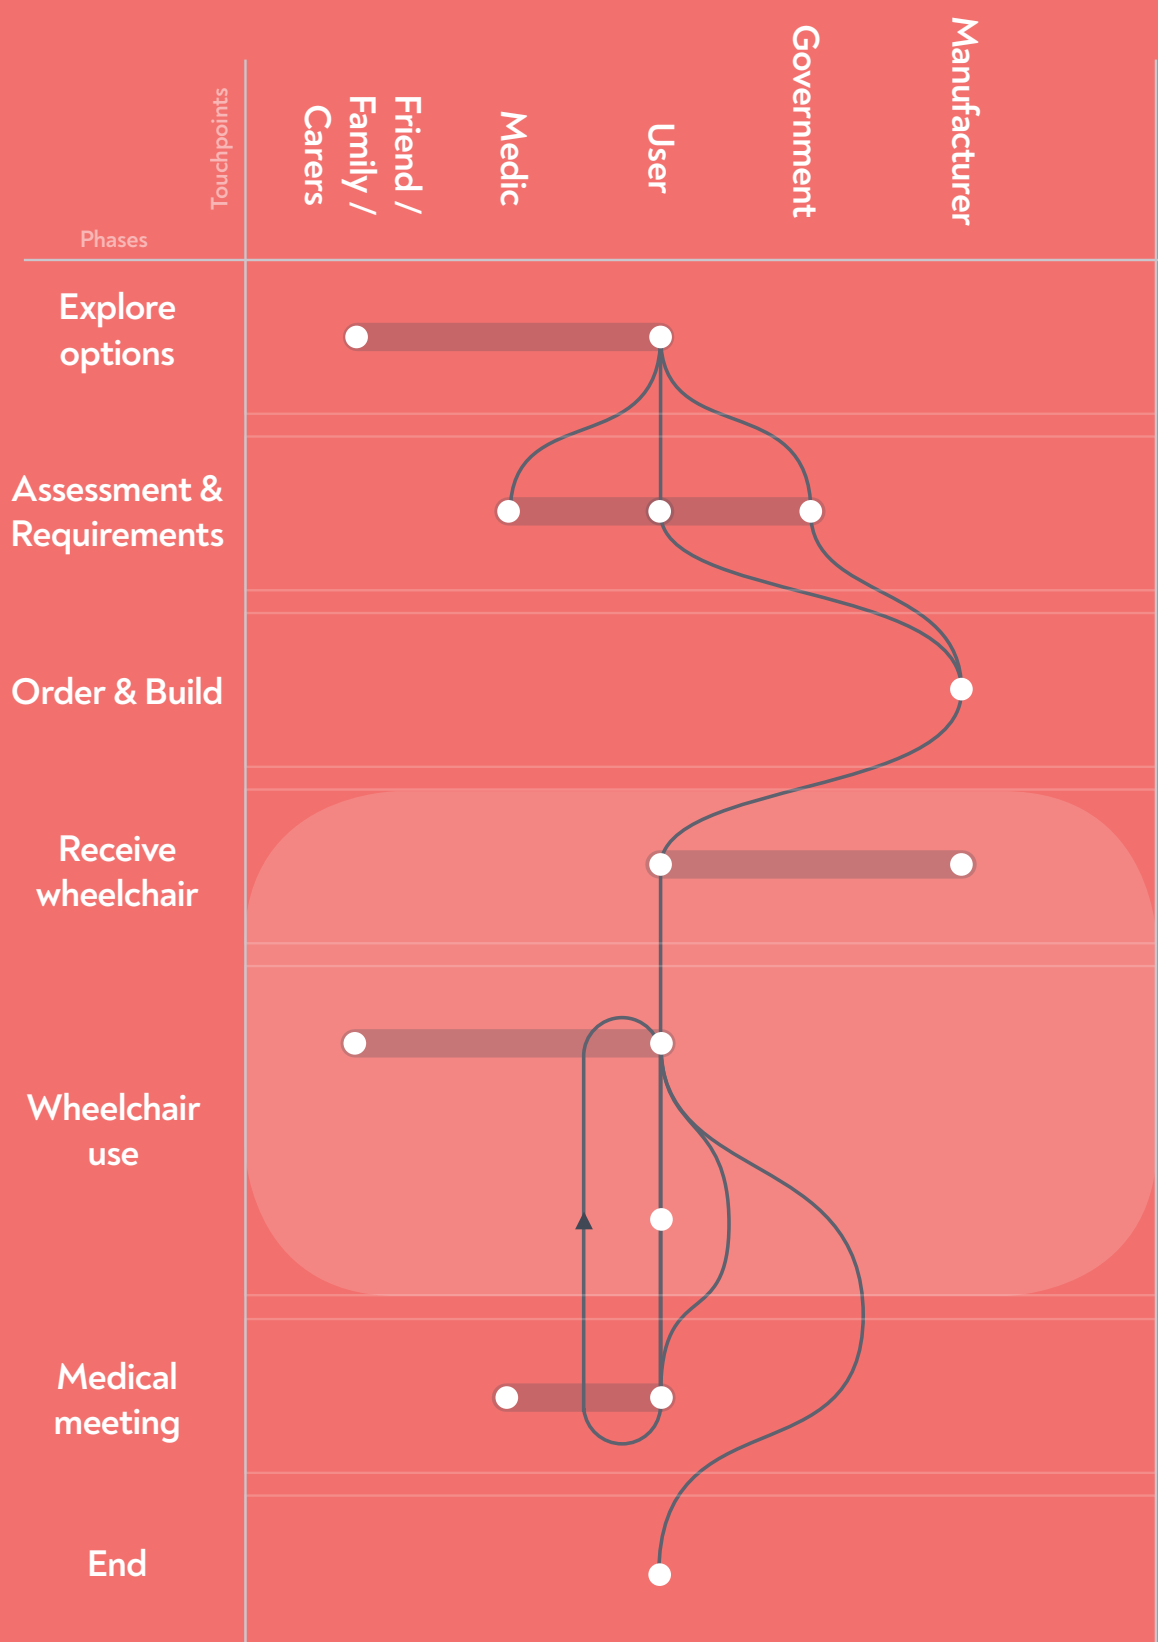 Touchpoints
Friend /
Family /
Carers
Medic
User
Government
Manufacturer
Phases
Explore
options
Assessment &
Requirements
Order & Build
Receive
wheelchair
Wheelchair
use
Medical
meeting
End